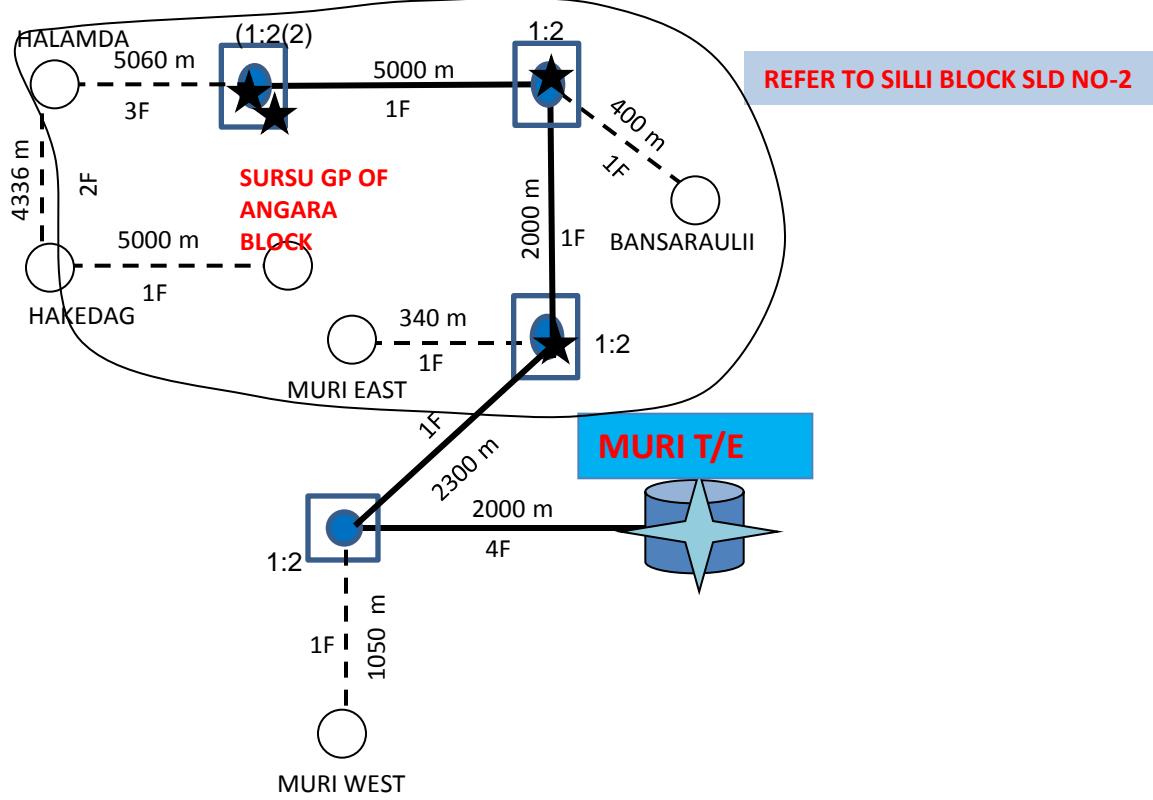 HALAMDA
(1:2(2)
1:2
5060 m
3F
5000 m
1F
REFER TO SILLI BLOCK SLD NO-2
400 m
1F
4336 m
2F
SURSU GP OF
ANGARA
BLOCK
2000 m
1F
BANSARAULII
5000 m
1F
HAKEDAG
340 m
1F
1:2
MURI EAST
1F
2300 m
MURI T/E
2000 m
4F
1:2
1F
1050 m
MURI WEST